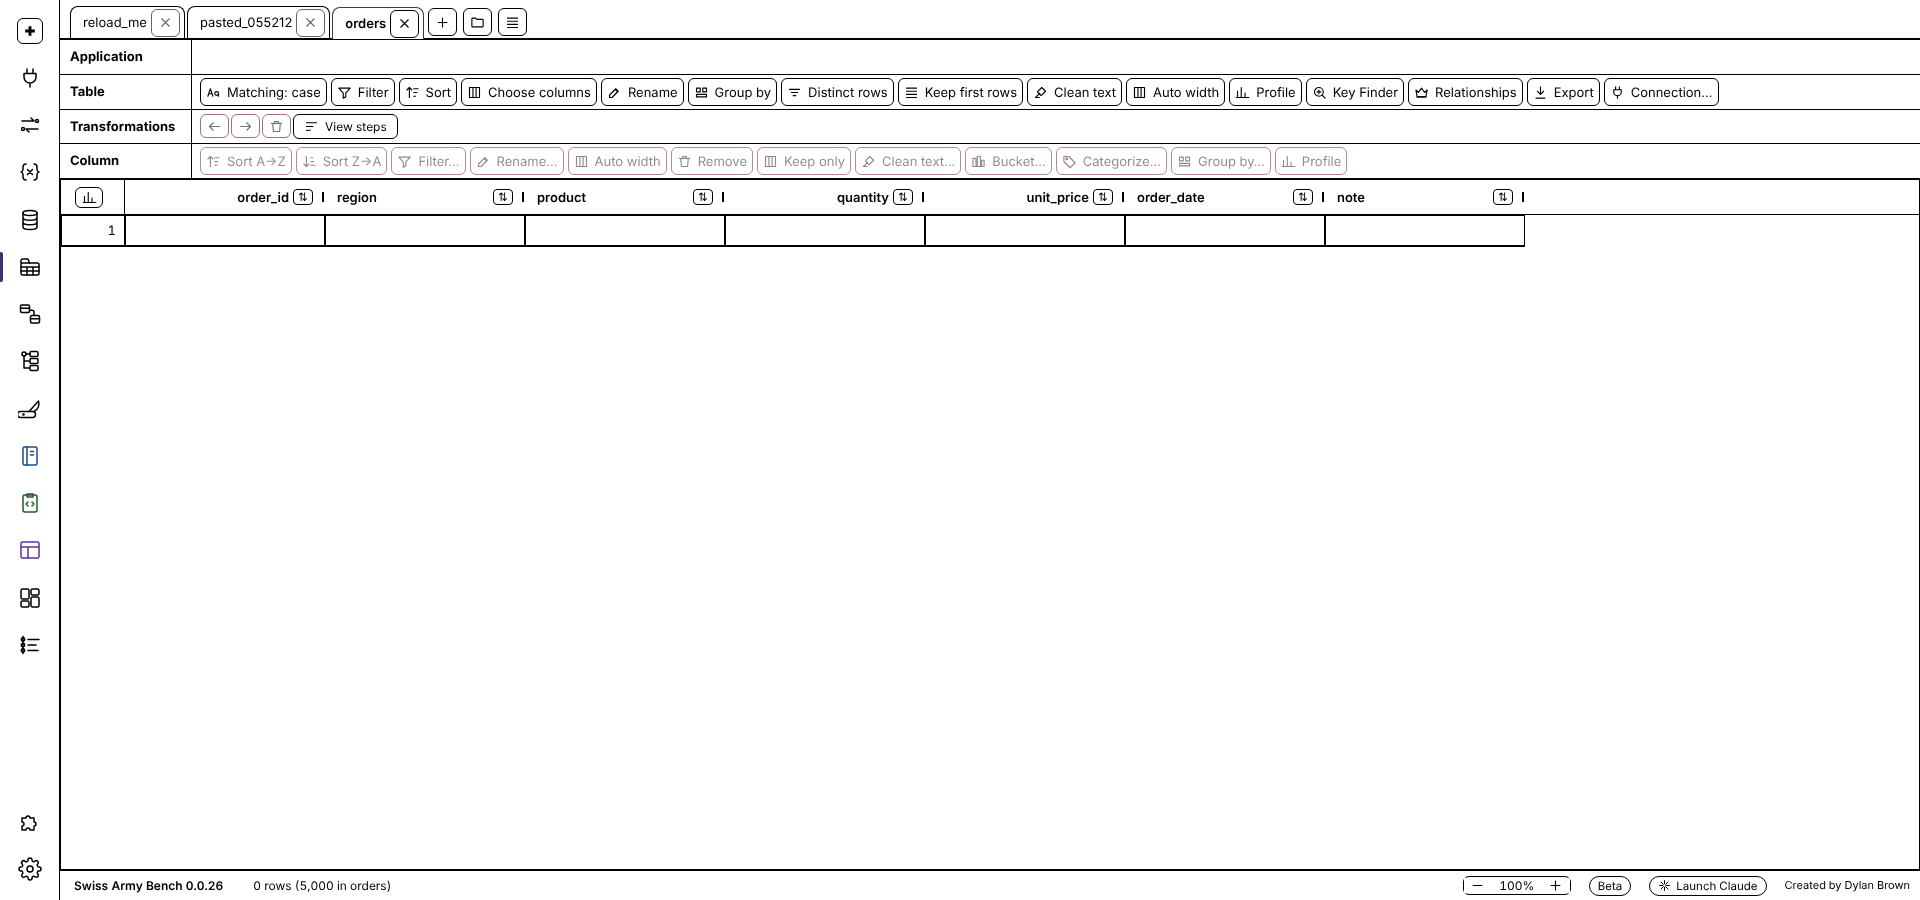 reload_me pasted_055212 orders
Application
Table Aa Matching: case Filter Sort Choose columns Rename Group by Distinct rows Keep first rows Clean text Auto width Profile Key Finder Relationships Export Connection...
Transformations View steps
Column Sort A→Z Sort Z→A Filter... Rename... Auto width Remove Keep only Clean text... Bucket... Categorize... Group by... Profile
order_id region product quantity unit_price order_date note
1
Swiss Army Bench 0.0.26 0 rows (5,000 in orders) 100% Beta Launch Claude Created by Dylan Brown